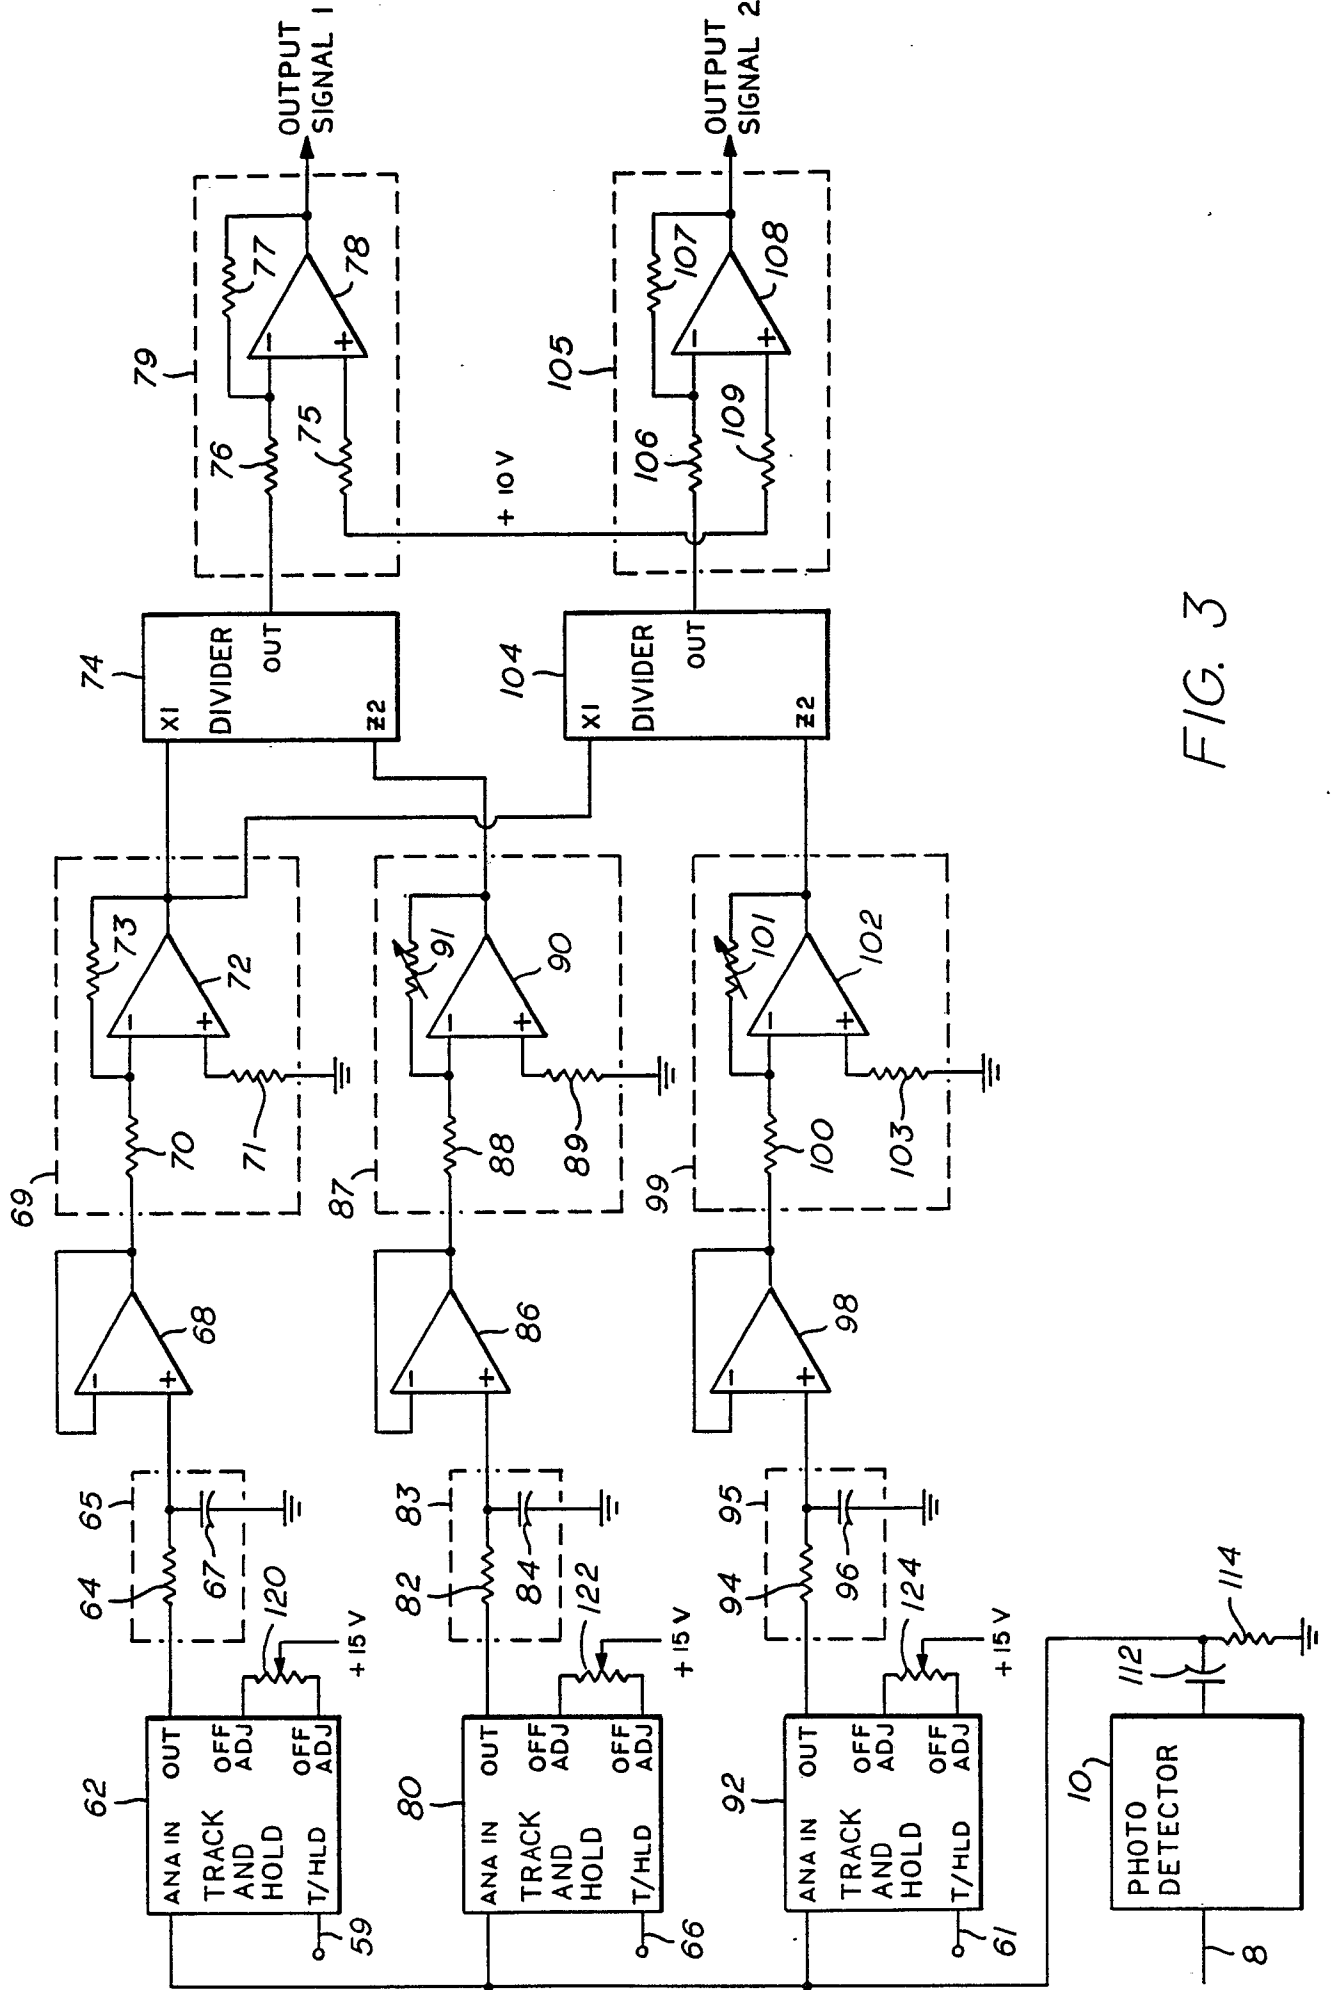 OUTPUT
SIGNAL 1
79
77
78
76
75
+ 10 V
OUTPUT
SIGNAL 2
105
107
108
106
109
74
X1
DIVIDER
OUT
Z2
104
X1
DIVIDER
OUT
Z2
69
73
-
+
72
70
71
87
91
-
+
90
88
89
99
101
-
+
102
100
103
-
+
68
-
+
86
-
+
98
65
64
67
120
+15 V
83
82
84
122
+15 V
95
94
96
124
+15 V
62
ANA IN
OUT
TRACK
AND
HOLD
OFF
ADJ
OFF
ADJ
T/HLD
59
80
ANA IN
OUT
TRACK
AND
HOLD
OFF
ADJ
OFF
ADJ
T/HLD
66
92
ANA IN
OUT
TRACK
AND
HOLD
OFF
ADJ
OFF
ADJ
T/HLD
61
10
PHOTO
DETECTOR
8
112
114
-
+
-
+
FIG. 3